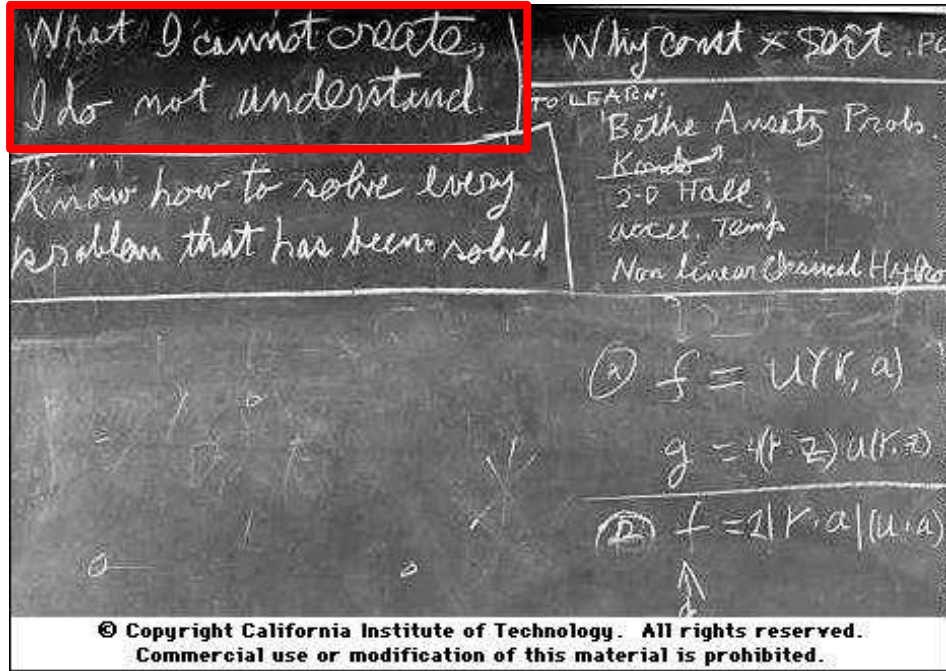 What I cannot create,
I do not understand.
Know how to solve every
problem that has been solved
Why const × sort .Po
TO LEARN:
Bethe Ansatz Probs.
Kondo
2-D Hall
accel. Temp
Non linear Classical Hydro
f = U(r, a)
g = (r·z) u(r·z)
f = 2|r·a|(u·a)
© Copyright California Institute of Technology. All rights reserved.
Commercial use or modification of this material is prohibited.